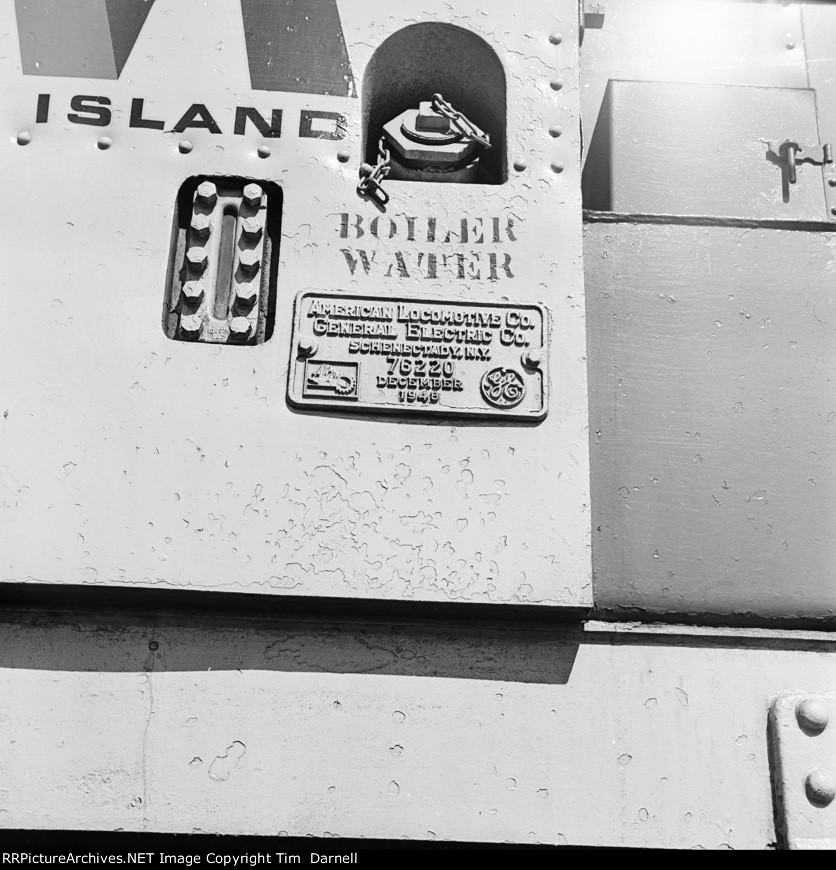 ISLAND
BOILER
WATER
AMERICAN LOCOMOTIVE CO.
GENERAL ELECTRIC CO.
SCHENECTADY, N.Y.
76220
DECEMBER
1948
GE
RRPictureArchives.NET Image Copyright Tim Darnell